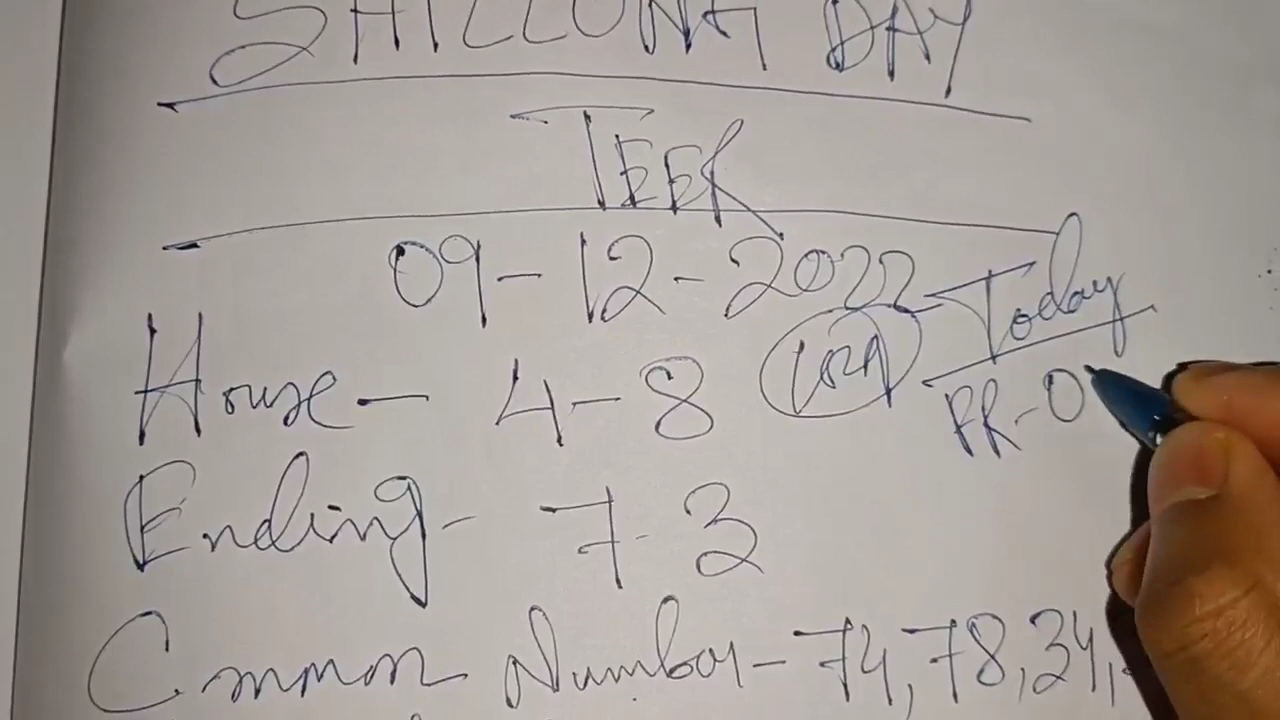 SHILLONG DAY
TEER
09-12-2022
Today
House- 4-8
FR-0
Ending- 7-3
Common Number-74,78,34,